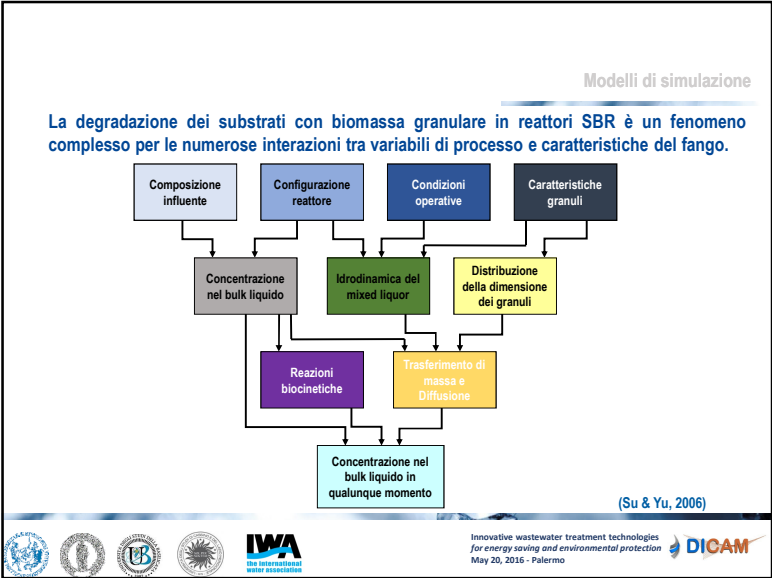 Modelli di simulazione
La degradazione dei substrati con biomassa granulare in reattori SBR è un fenomeno
complesso per le numerose interazioni tra variabili di processo e caratteristiche del fango.
Composizione
influente
Configurazione
reattore
Condizioni
operative
Caratteristiche
granuli
Concentrazione
nel bulk liquido
Idrodinamica del
mixed liquor
Distribuzione
della dimensione
dei granuli
Reazioni
biocinetiche
Trasferimento di
massa e
Diffusione
Concentrazione nel
bulk liquido in
qualunque momento
(Su & Yu, 2006)
IWA
the international
water association
Innovative wastewater treatment technologies
for energy saving and environmental protection
May 20, 2016 - Palermo
DICAM